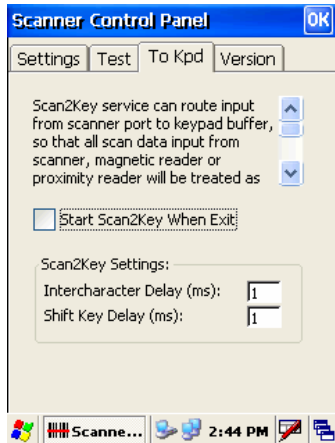 Scanner Control Panel OK
Settings Test To Kpd Version
Scan2Key service can route input
from scanner port to keypad buffer,
so that all scan data input from
scanner, magnetic reader or
proximity reader will be treated as
Start Scan2Key When Exit
Scan2Key Settings:
Intercharacter Delay (ms): 1
Shift Key Delay (ms): 1
Scanne... 2:44 PM